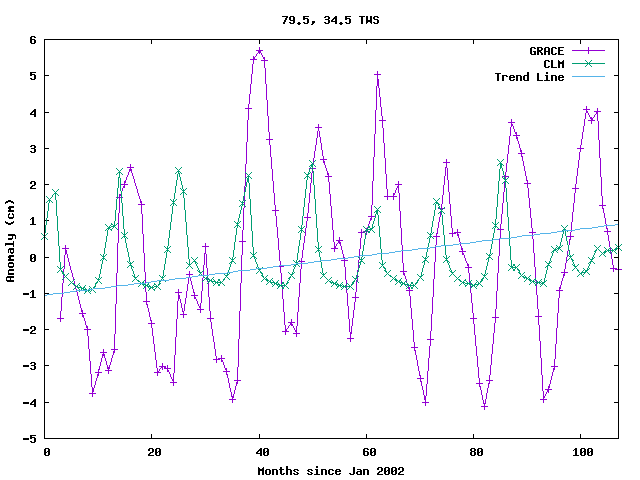 79.5, 34.5 TWS
GRACE
CLM
Trend Line
6
5
4
3
2
1
0
-1
-2
-3
-4
-5
Anomaly (cm)
0 20 40 60 80 100
Months since Jan 2002